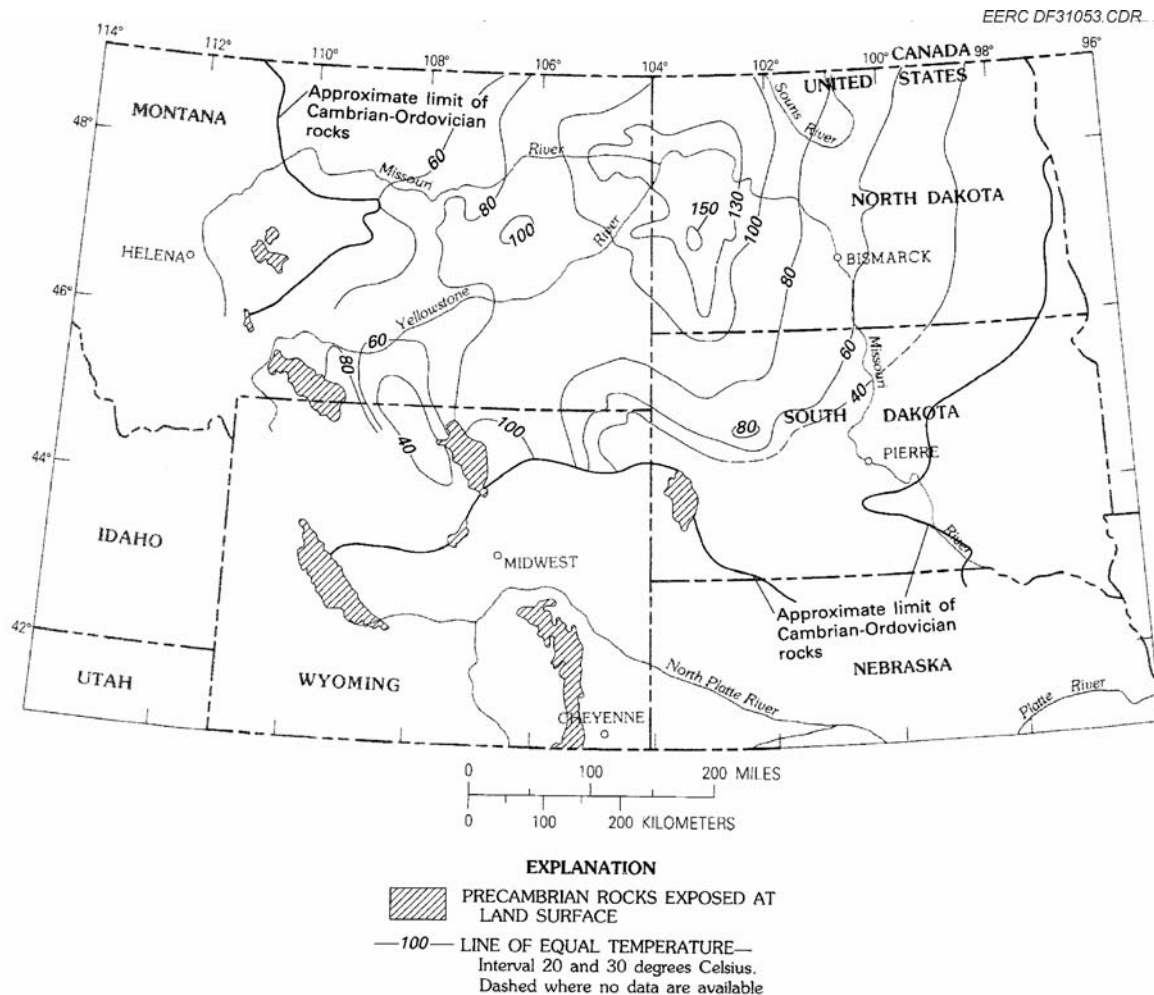 EERC DF31053.CDR
114°
112°
110°
108°
106°
104°
102°
100°
98°
96°
CANADA
UNITED STATES
Approximate limit of
Cambrian-Ordovician
rocks
MONTANA
48°
60
Missouri
River
Souris
River
80
100
River
150
130
100
80
NORTH DAKOTA
HELENA
BISMARCK
46°
Yellowstone
60
80
60
Missouri
40
SOUTH DAKOTA
40
100
80
PIERRE
44°
IDAHO
MIDWEST
River
Approximate limit of
Cambrian-Ordovician
rocks
42°
NEBRASKA
UTAH
WYOMING
North Platte River
Platte River
CHEYENNE
0 100 200 MILES
0 100 200 KILOMETERS
EXPLANATION
PRECAMBRIAN ROCKS EXPOSED AT
LAND SURFACE
—100— LINE OF EQUAL TEMPERATURE—
Interval 20 and 30 degrees Celsius.
Dashed where no data are available